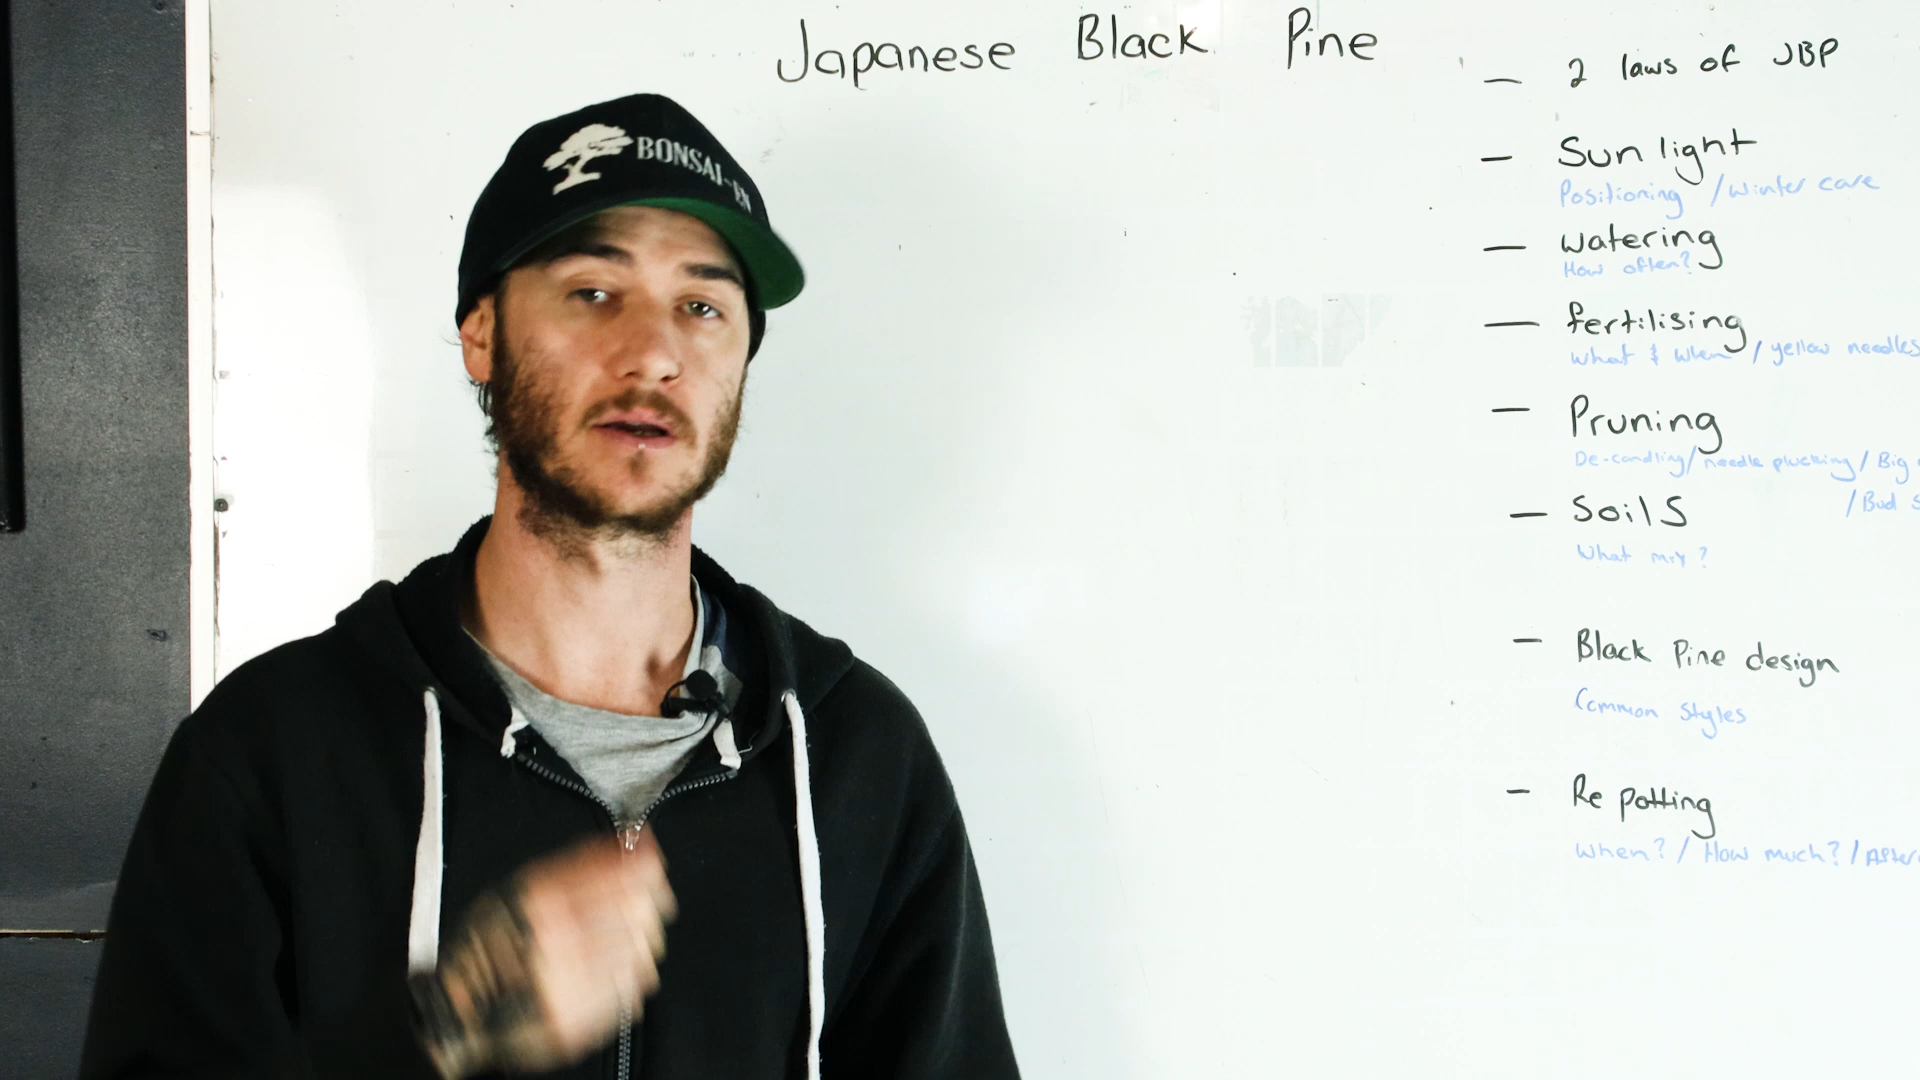 Japanese Black Pine
BONSAI-EN
— 2 laws of JBP
— Sunlight
Positioning / Winter care
— watering
How often?
— fertilising
What & When / yellow needles
— Pruning
De-candling / needle plucking / Big
/ Bud
— Soils
What mix?
— Black Pine design
Common Styles
- Re potting
When? / How much? / After